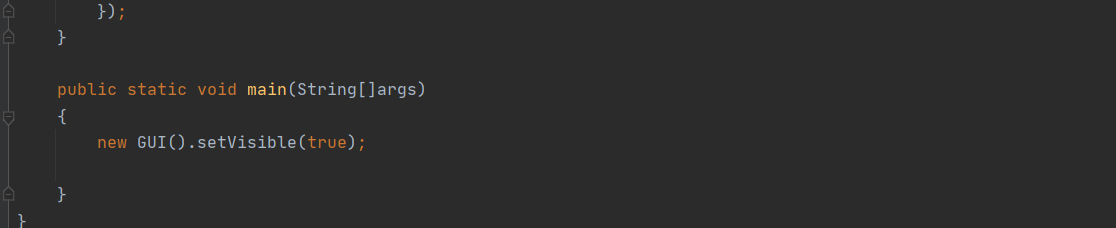 });
}
public static void main(String[]args)
{
new GUI().setVisible(true);
}
}